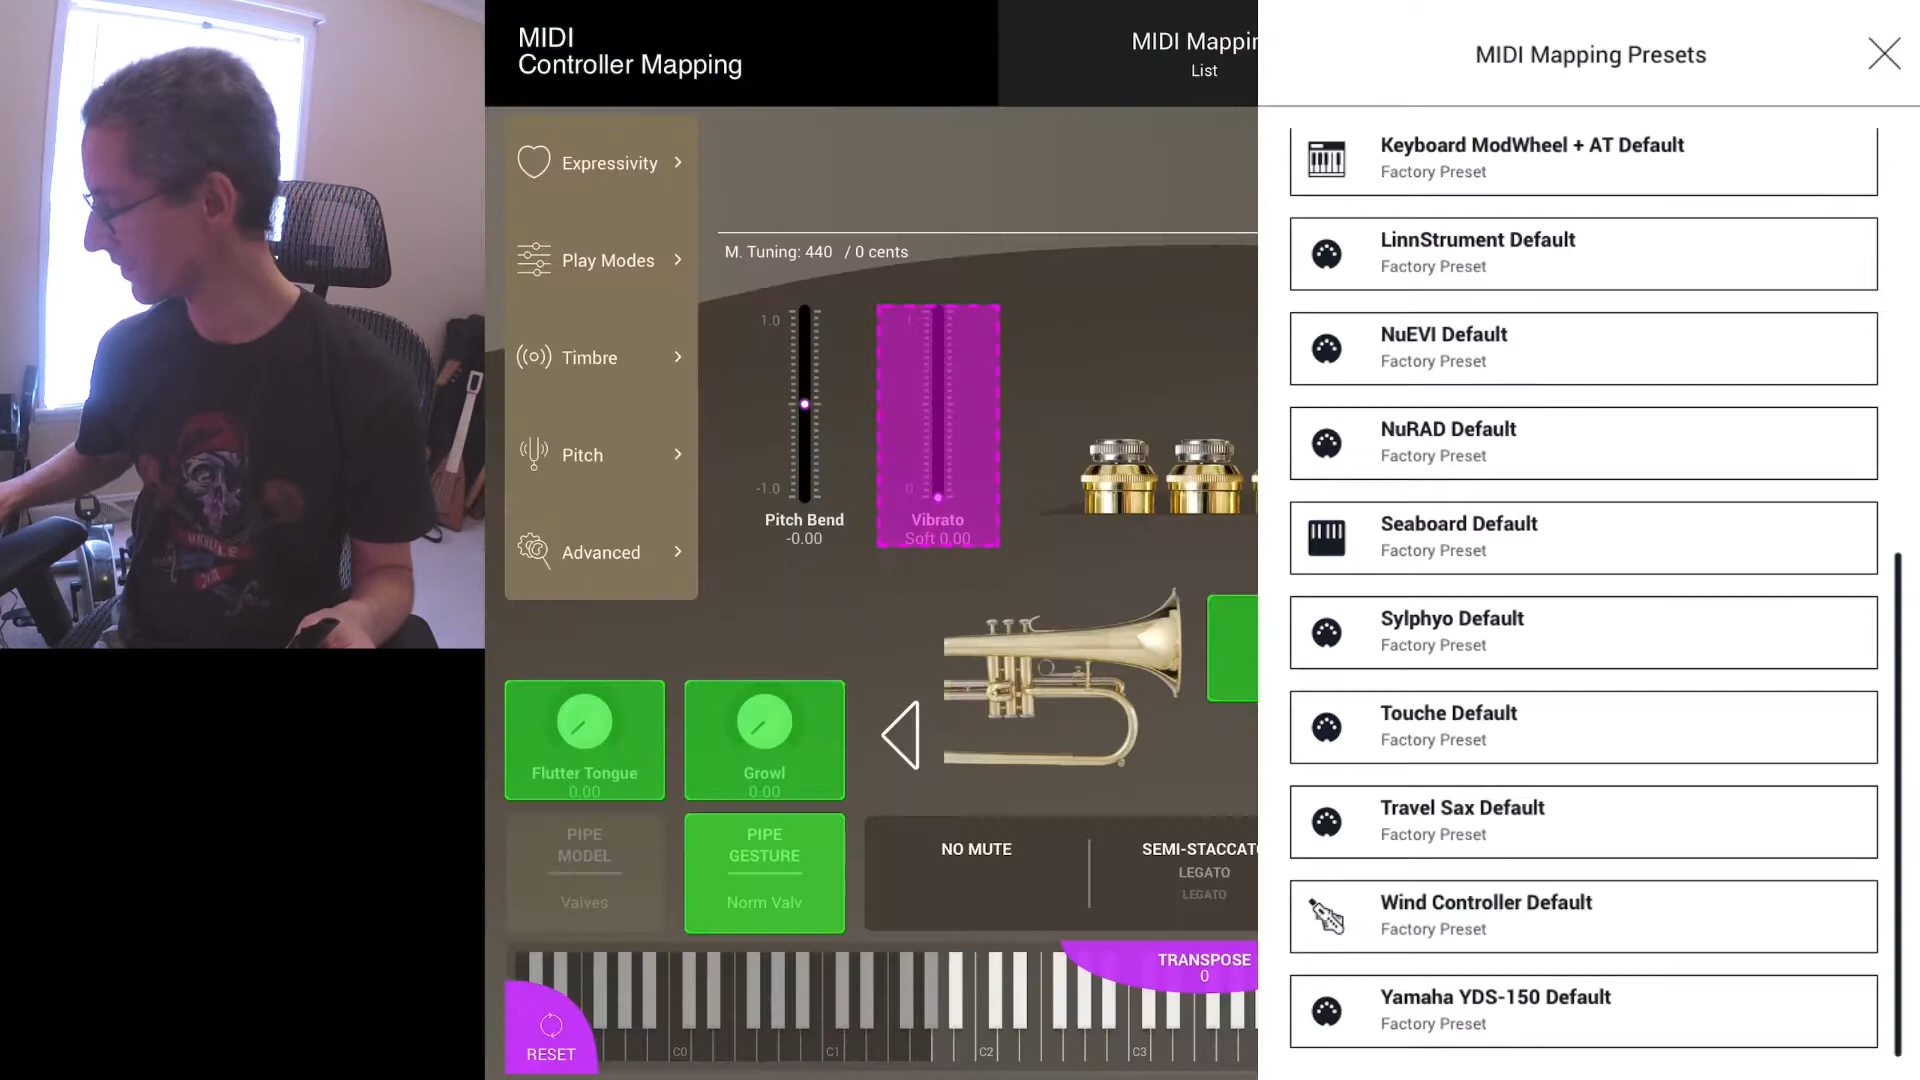 MIDI
Controller Mapping
MIDI Mappin
List
MIDI Mapping Presets
Expressivity
Play Modes
Timbre
Pitch
Advanced
M. Tuning: 440 / 0 cents
1.0
-1.0
Pitch Bend
-0.00
1
0
Vibrato
Soft 0.00
Flutter Tongue
0.00
Growl
0.00
PIPE
MODEL
Valves
PIPE
GESTURE
Norm Valv
NO MUTE
SEMI-STACCATO
LEGATO
LEGATO
TRANSPOSE
0
RESET
C0
C1
C2
C3
Keyboard ModWheel + AT Default
Factory Preset
LinnStrument Default
Factory Preset
NuEVI Default
Factory Preset
NuRAD Default
Factory Preset
Seaboard Default
Factory Preset
Sylphyo Default
Factory Preset
Touche Default
Factory Preset
Travel Sax Default
Factory Preset
Wind Controller Default
Factory Preset
Yamaha YDS-150 Default
Factory Preset